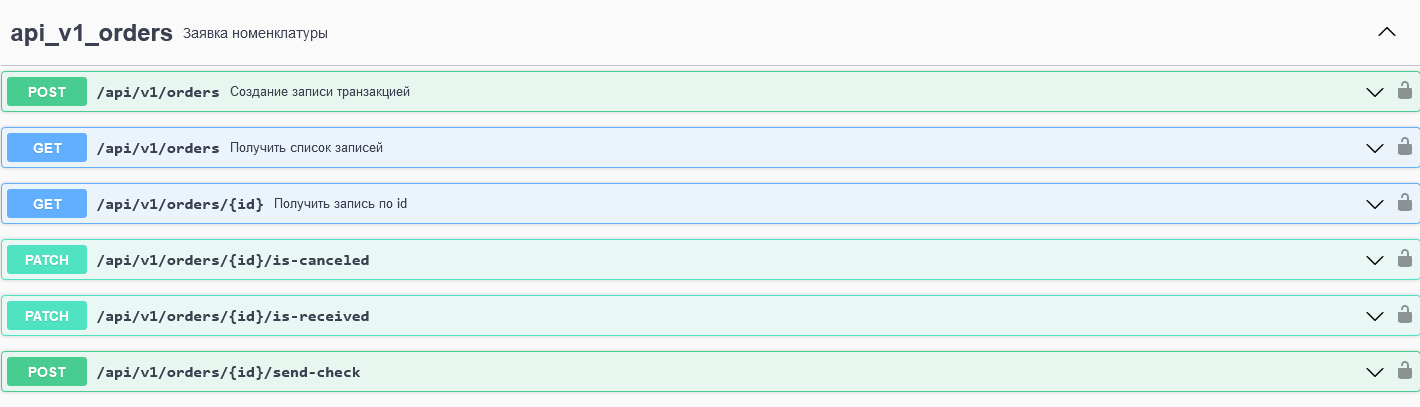 api_v1_orders Заявка номенклатуры
POST /api/v1/orders Создание записи транзакцией
GET /api/v1/orders Получить список записей
GET /api/v1/orders/{id} Получить запись по id
PATCH /api/v1/orders/{id}/is-canceled
PATCH /api/v1/orders/{id}/is-received
POST /api/v1/orders/{id}/send-check